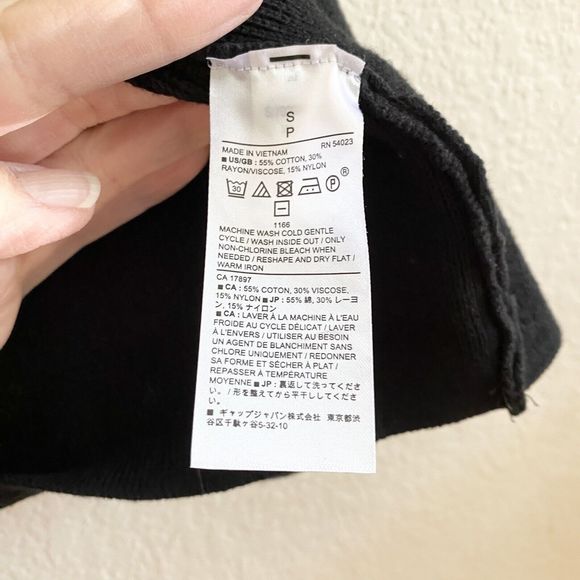 S
P
MADE IN VIETNAM RN 54023
■ US/GB : 55% COTTON, 30%
RAYON/VISCOSE, 15% NYLON
30 P ®
1166
MACHINE WASH COLD GENTLE
CYCLE / WASH INSIDE OUT / ONLY
NON-CHLORINE BLEACH WHEN
NEEDED / RESHAPE AND DRY FLAT /
WARM IRON
CA 17897
■ CA : 55% COTON, 30% VISCOSE,
15% NYLON ■ JP : 55% 綿, 30% レーヨ
ン, 15% ナイロン
■ CA : LAVER À LA MACHINE À L'EAU
FROIDE AU CYCLE DÉLICAT / LAVER
À L'ENVERS / UTILISER AU BESOIN
UN AGENT DE BLANCHIMENT SANS
CHLORE UNIQUEMENT / REDONNER
SA FORME ET SÉCHER À PLAT /
REPASSER À TEMPÉRATURE
MOYENNE ■ JP : 裏返して洗ってくださ
い。 / 形を整えてから平干ししてくださ
い。
■ ギャップジャパン株式会社 東京都渋
谷区千駄ヶ谷5-32-10